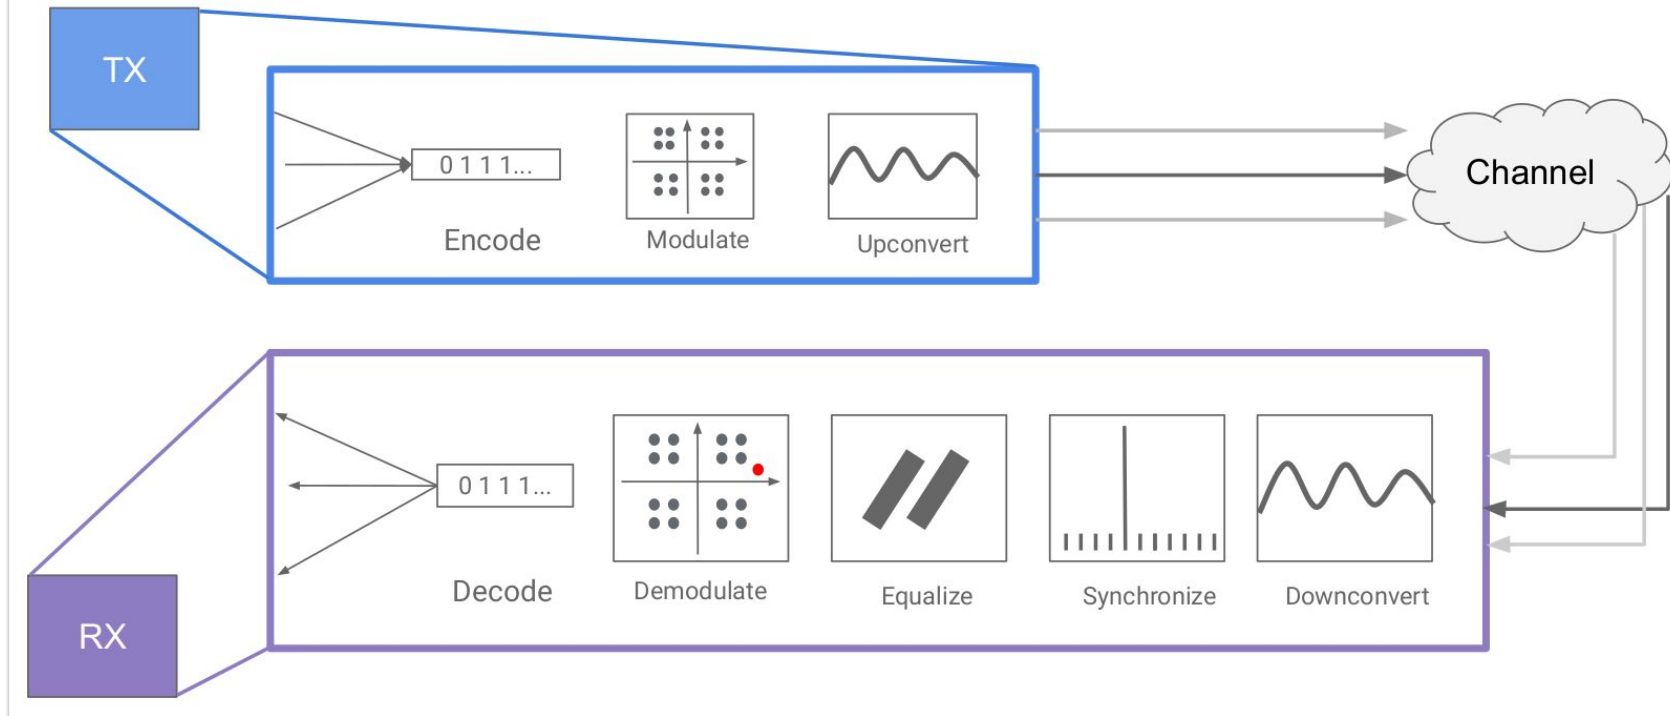 TX
0 1 1 1...
Encode
Modulate
Upconvert
Channel
0 1 1 1...
Decode
Demodulate
Equalize
Synchronize
Downconvert
RX